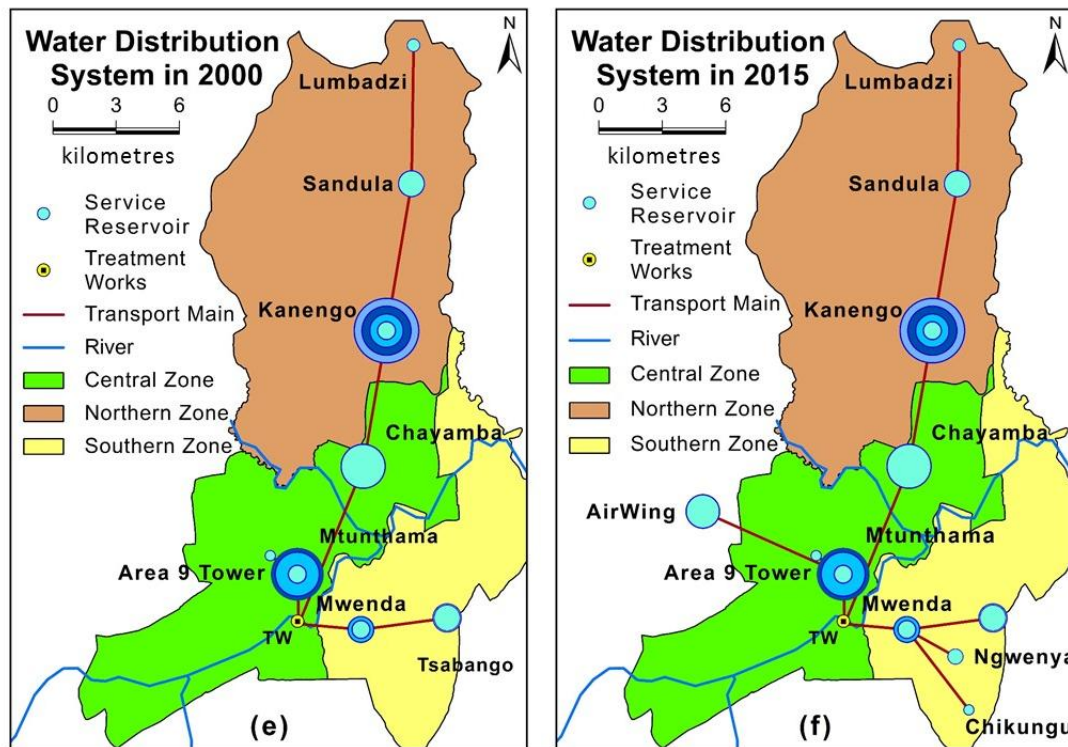 Water Distribution
System in 2000
N
0 3 6
kilometres
Lumbadzi
Service
Reservoir
Sandula
Treatment
Works
Transport Main
Kanengo
River
Central Zone
Northern Zone
Southern Zone
Chayamba
Mtunthama
Area 9 Tower
Mwenda
TW
Tsabango
(e)
Water Distribution
System in 2015
N
0 3 6
kilometres
Lumbadzi
Service
Reservoir
Sandula
Treatment
Works
Transport Main
Kanengo
River
Central Zone
Northern Zone
Southern Zone
Chayamba
AirWing
Mtunthama
Area 9 Tower
Mwenda
TW
Ngwenya
Chikungu
(f)